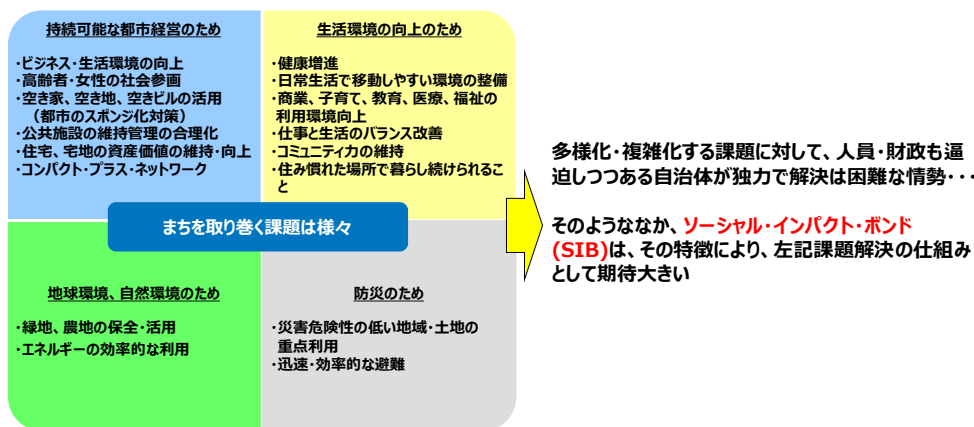 持続可能な都市経営のため
・ビジネス・生活環境の向上
・高齢者・女性の社会参画
・空き家、空き地、空きビルの活用
（都市のスポンジ化対策）
・公共施設の維持管理の合理化
・住宅、宅地の資産価値の維持・向上
・コンパクト・プラス・ネットワーク
生活環境の向上のため
・健康増進
・日常生活で移動しやすい環境の整備
・商業、子育て、教育、医療、福祉の
利用環境向上
・仕事と生活のバランス改善
・コミュニティ力の維持
・住み慣れた場所で暮らし続けられるこ
と
まちを取り巻く課題は様々
地球環境、自然環境のため
・緑地、農地の保全・活用
・エネルギーの効率的な利用
防災のため
・災害危険性の低い地域・土地の
重点利用
・迅速・効率的な避難
多様化・複雑化する課題に対して、人員・財政も逼
迫しつつある自治体が独力で解決は困難な情勢・・・
そのようななか、ソーシャル・インパクト・ボンド
(SIB)は、その特徴により、左記課題解決の仕組み
として期待大きい